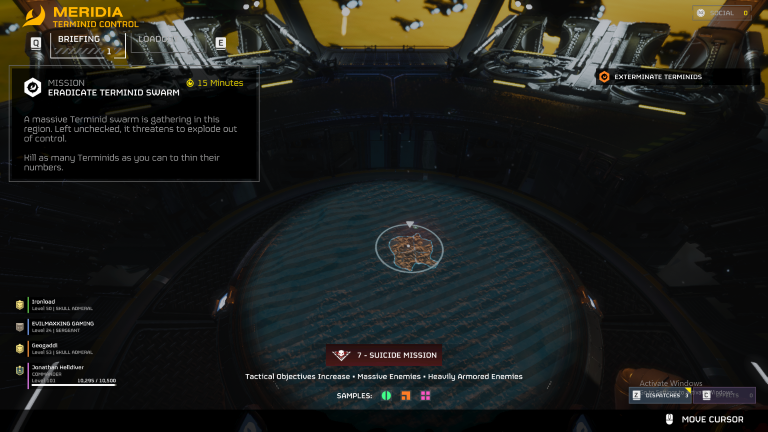 MERIDIA
TERMINID CONTROL
SOCIAL 0
Q BRIEFING E
1
MISSION 15 Minutes
ERADICATE TERMINID SWARM
EXTERMINATE TERMINIDS
A massive Terminid swarm is gathering in this
region. Left unchecked, it threatens to explode out
of control.
Kill as many Terminids as you can to thin their
numbers.
Ironload
Level 50 | SKULL ADMIRAL
EVILMAXKING GAMING
Level 24 | SERGEANT
Geogaddi
Level 53 | SKULL ADMIRAL
Jonathan Helldiver
COMMANDER
10,295 / 10,500
7 - SUICIDE MISSION
Tactical Objectives Increase • Massive Enemies • Heavily Armored Enemies
SAMPLES:
Activate Windows
Z DISPATCHES 3 C EFFECTS 0
MOVE CURSOR